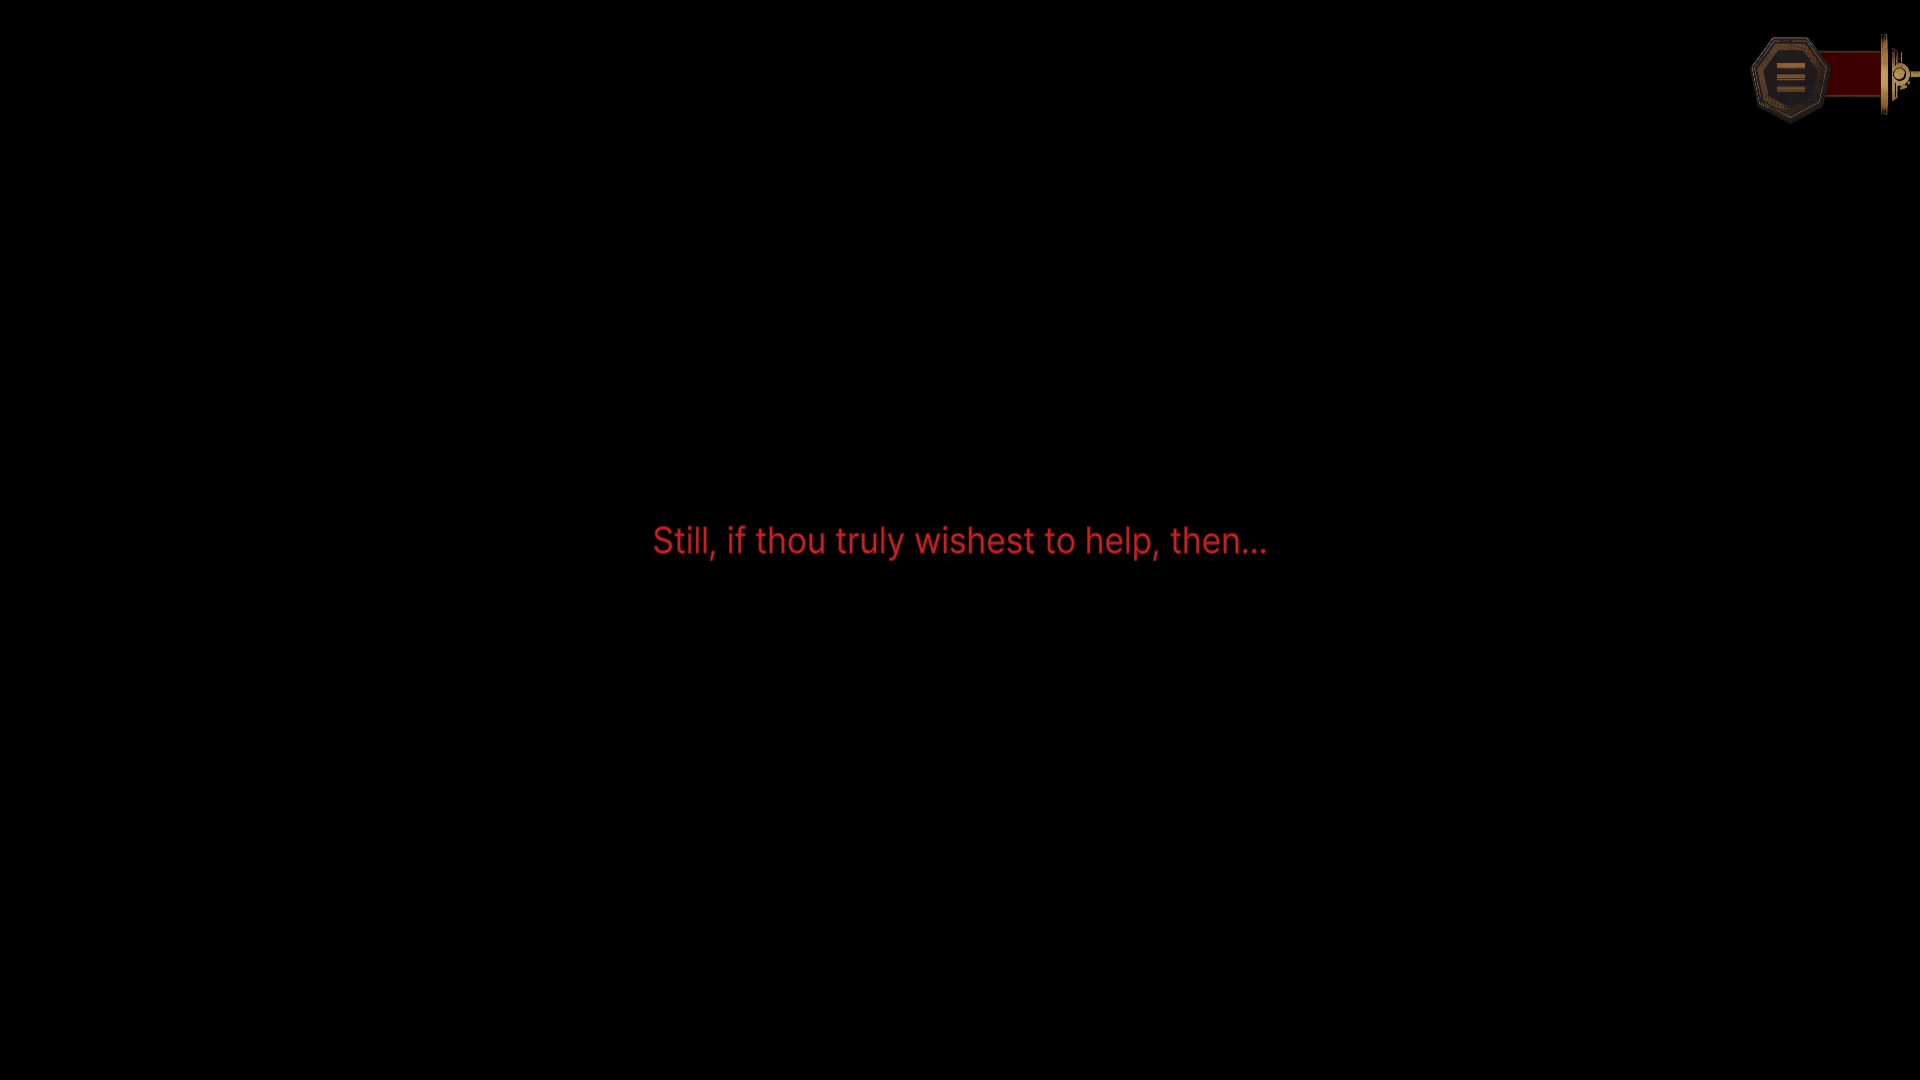 Still, if thou truly wishest to help, then...